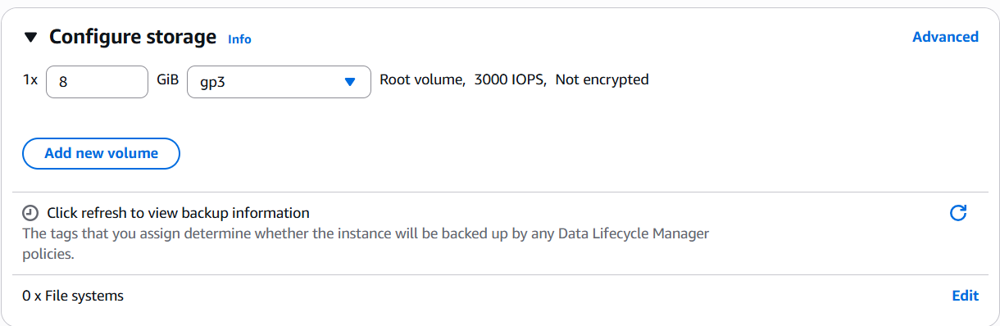 Configure storage Info Advanced
1x 8 GiB gp3 Root volume, 3000 IOPS, Not encrypted
Add new volume
Click refresh to view backup information
The tags that you assign determine whether the instance will be backed up by any Data Lifecycle Manager
policies.
0 x File systems Edit